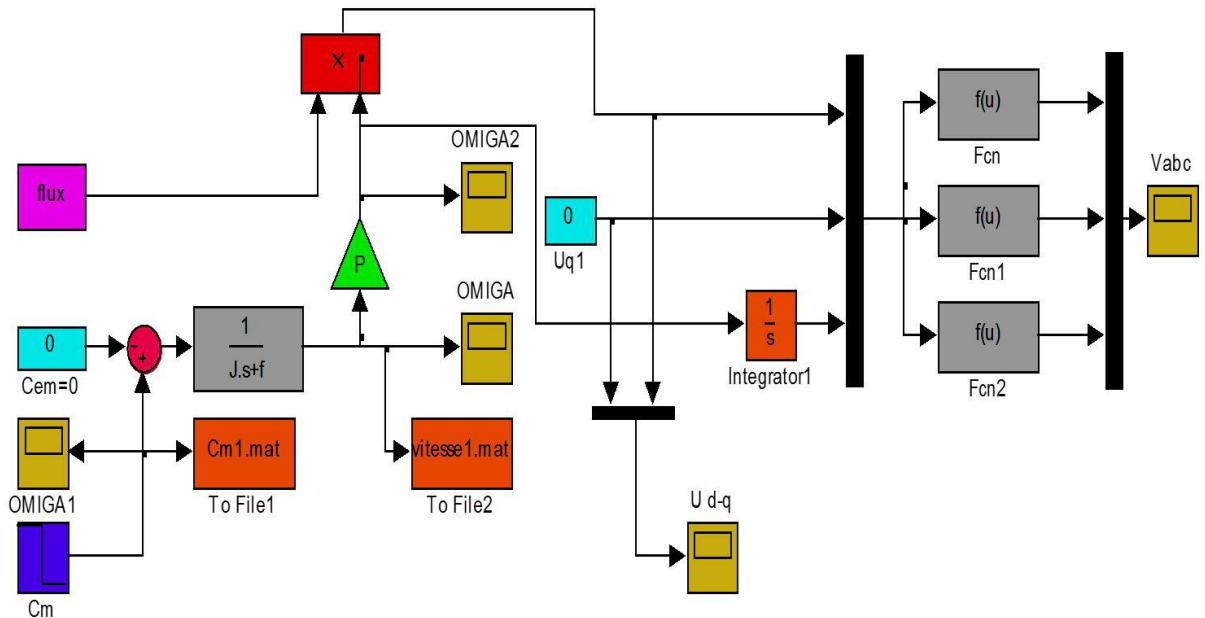 X
OMIGA2
flux
P
0
Uq1
f(u)
Fcn
f(u)
Fcn1
f(u)
Fcn2
Vabc
OMIGA
0
Cem=0
-
+
1
J.s+f
1
s
Integrator1
OMIGA1
Cm1.mat
To File1
vitesse1.mat
To File2
Cm
U d-q